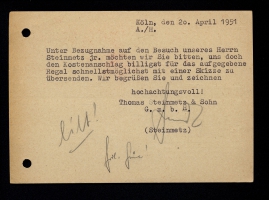 Köln, den 2o. April 1951
A./H.
Unter Bezugnahme auf den Besuch unseres Herrn
Steinmetz jr. möchten wir Sie bitten, uns doch
den Kostenanschlag billigst für das aufgegebene
Regal schnellstmöglichst mit einer Skizze zu
übersenden. Wir begrüßen Sie und zeichnen
hochachtungsvoll!
Thomas Steinmetz & Sohn
G. m. b. H.
(Steinmetz)